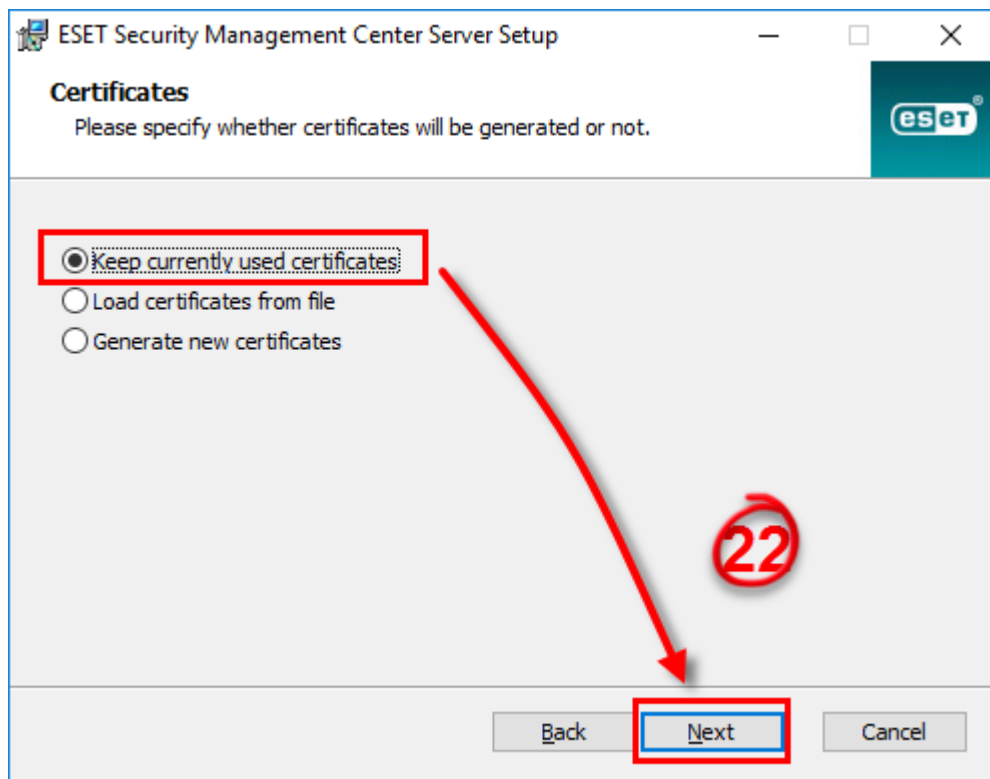 ESET Security Management Center Server Setup
Certificates
Please specify whether certificates will be generated or not.
eset®
Keep currently used certificates
Load certificates from file
Generate new certificates
22
Back Next Cancel